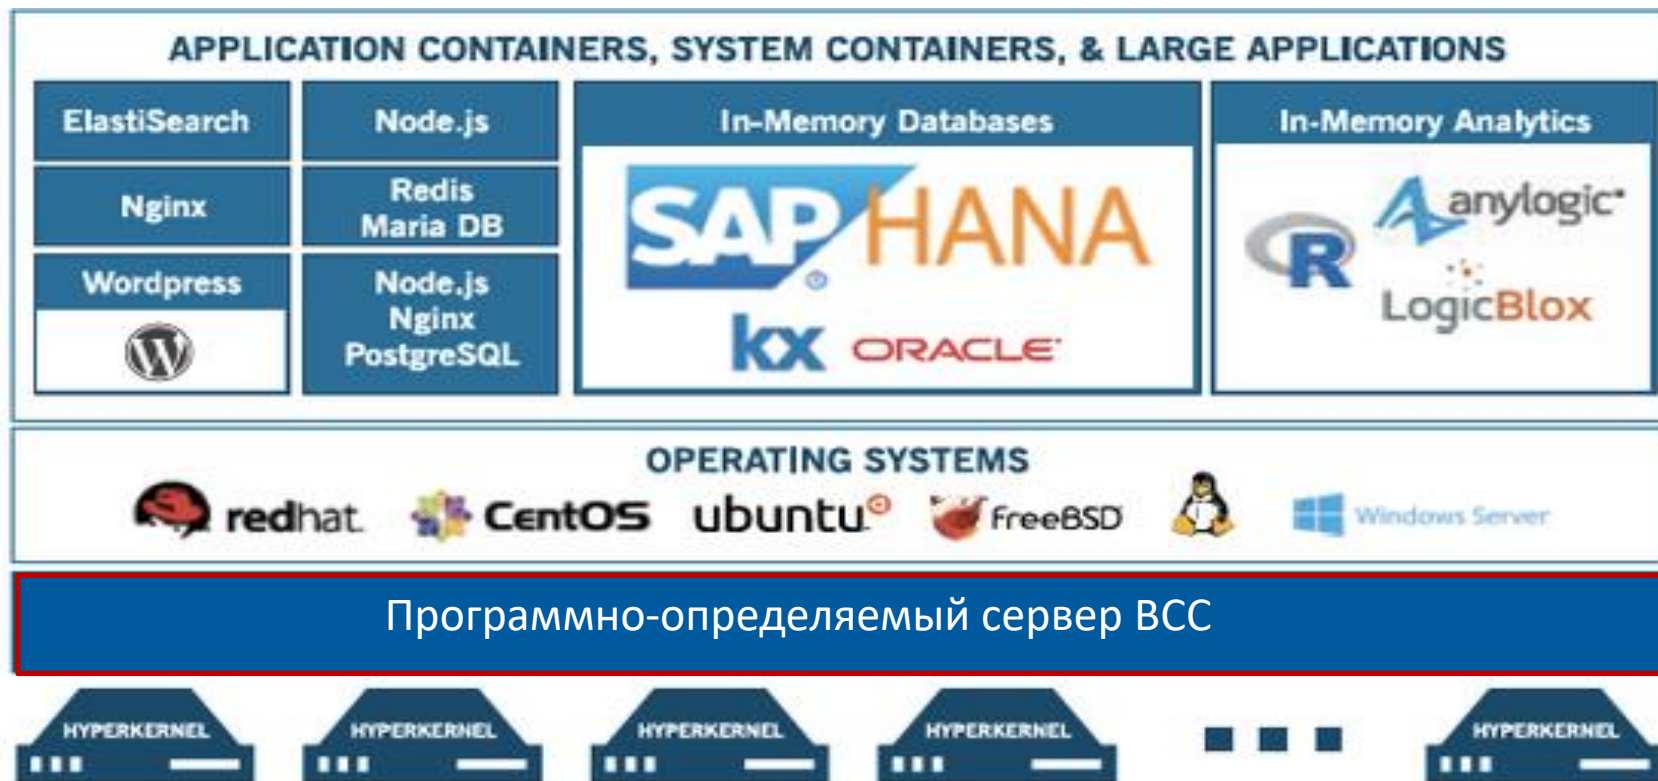 APPLICATION CONTAINERS, SYSTEM CONTAINERS, & LARGE APPLICATIONS
ElastiSearch
Nginx
Wordpress
W
Node.js
Redis
Maria DB
Node.js
Nginx
PostgreSQL
In-Memory Databases
SAP HANA
kx ORACLE
In-Memory Analytics
R
anylogic
LogicBlox
OPERATING SYSTEMS
redhat. CentOS ubuntu FreeBSD Windows Server
Программно-определяемый сервер ВСС
HYPERKERNEL HYPERKERNEL HYPERKERNEL HYPERKERNEL HYPERKERNEL